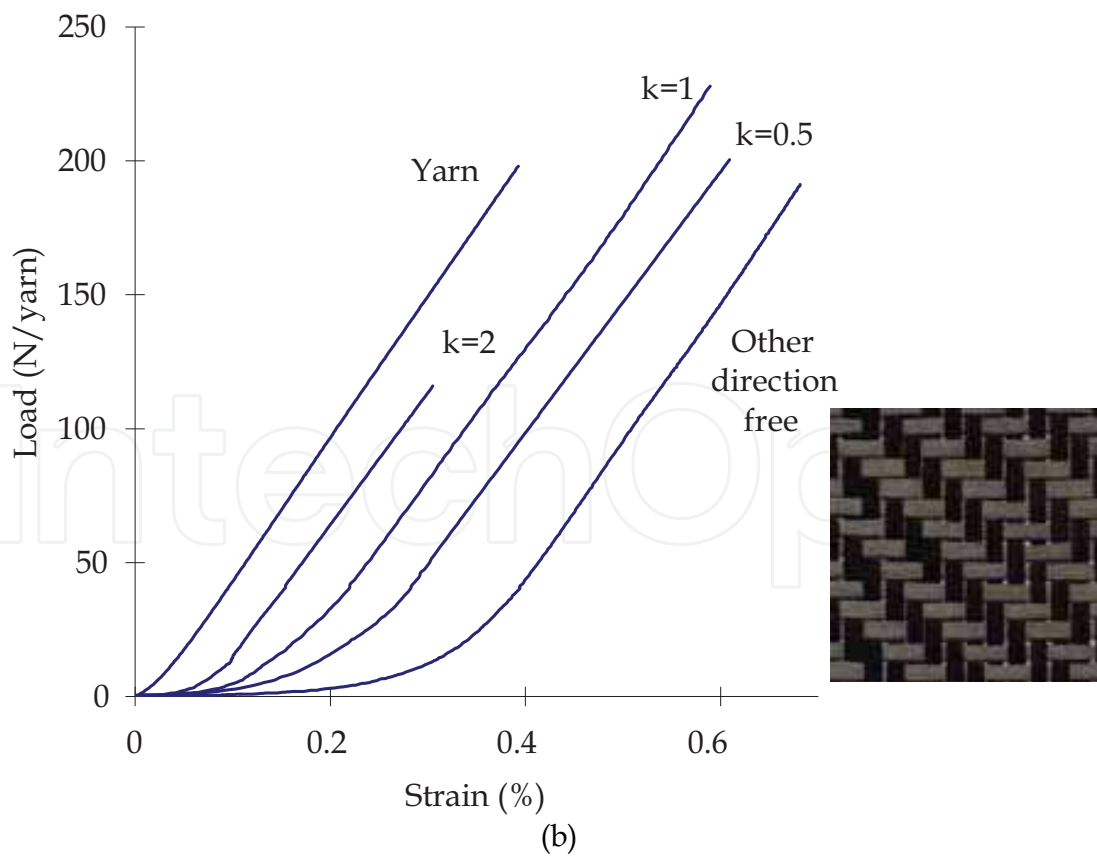 250
200
150
100
50
0
Load (N/yarn)
0
0.2
0.4
0.6
Strain (%)
Yarn
k=2
k=1
k=0.5
Other
direction
free
IntechOp
(b)